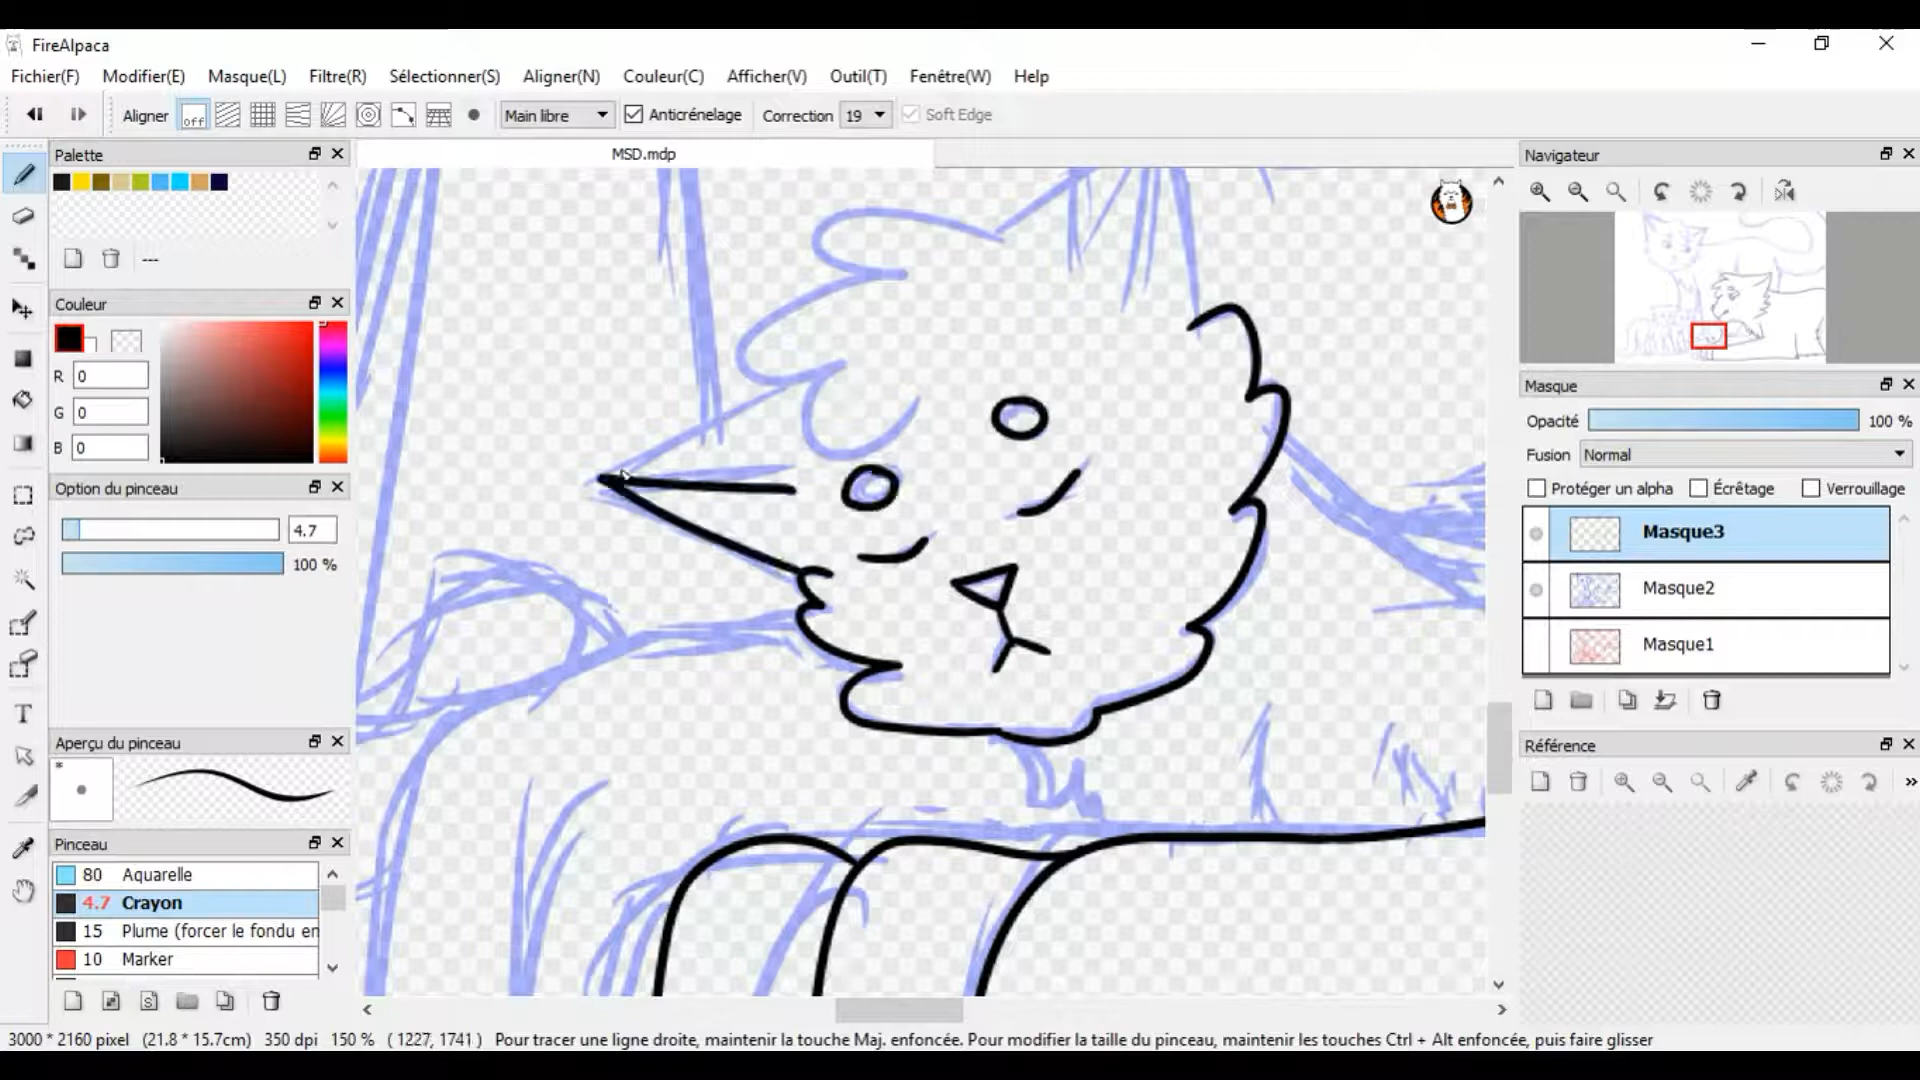 FireAlpaca
Fichier(F) Modifier(E) Masque(L) Filtre(R) Sélectionner(S) Aligner(N) Couleur(C) Afficher(V) Outil(T) Fenêtre(W) Help
Aligner off Main libre Anticrénelage Correction 19 Soft Edge
Palette
MSD.mdp
Navigateur
---
Couleur
R 0
G 0
B 0
Masque
Opacité 100 %
Fusion Normal
Protéger un alpha Écrêtage Verrouillage
Option du pinceau
4.7
100 %
Masque3
Masque2
Masque1
Aperçu du pinceau
*
Référence
»
Pinceau
80 Aquarelle
4.7 Crayon
15 Plume (forcer le fondu en
10 Marker
3000 * 2160 pixel (21.8 * 15.7cm) 350 dpi 150 % ( 1227, 1741 ) Pour tracer une ligne droite, maintenir la touche Maj. enfoncée. Pour modifier la taille du pinceau, maintenir les touches Ctrl + Alt enfoncée, puis faire glisser